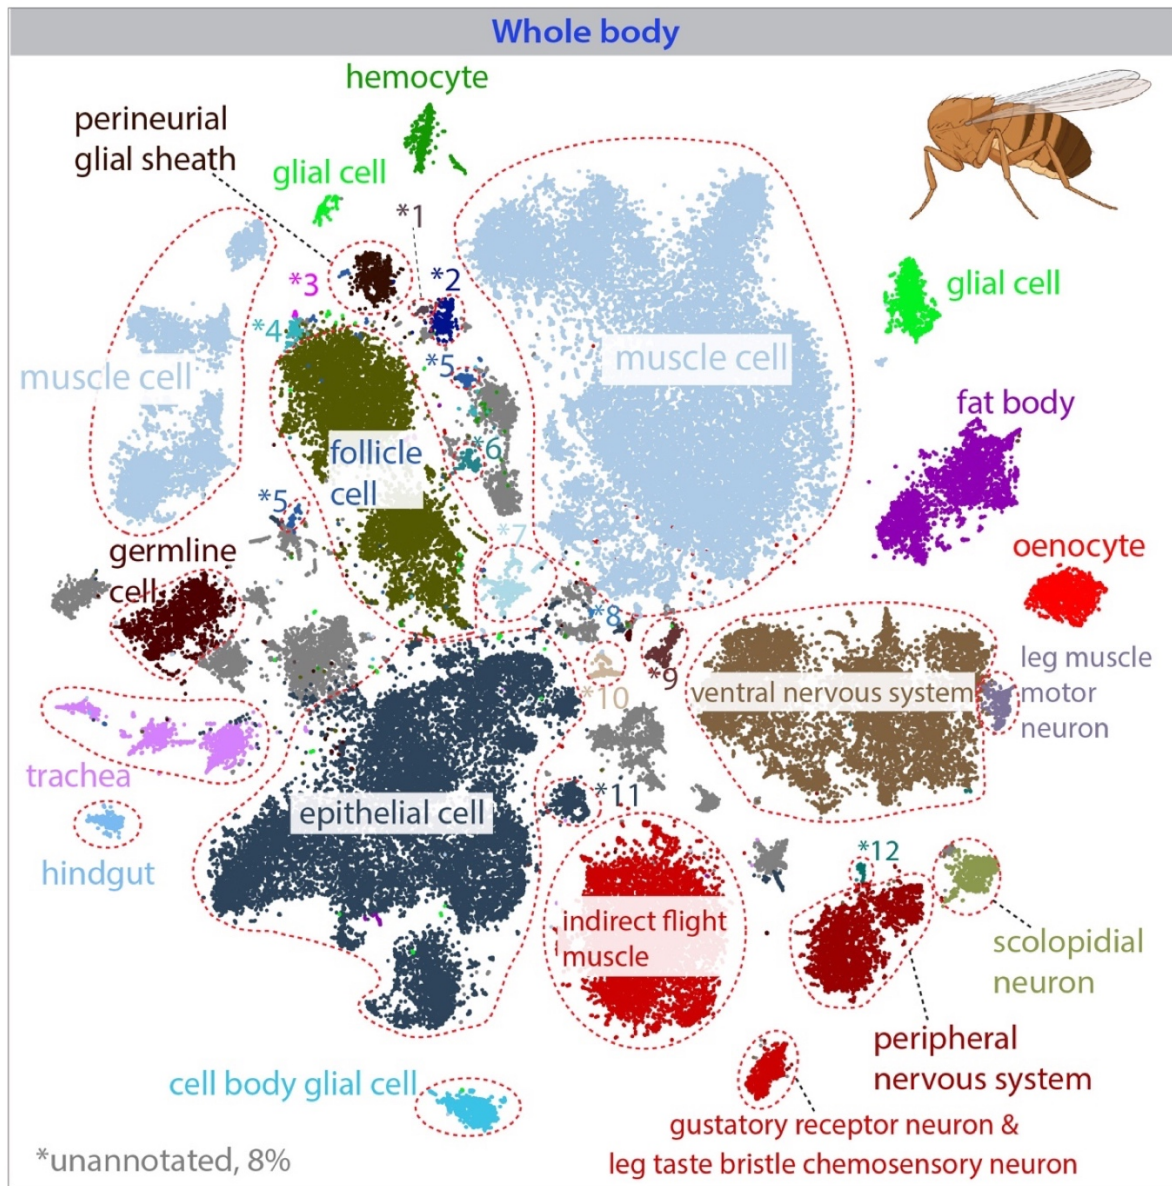 Whole body
hemocyte
perineurial
glial sheath
glial cell
*1
*2
*3
*4
glial cell
muscle cell
muscle cell
*5
fat body
follicle
cell
*6
*5
*7
germline
cell
oenocyte
*8
*9
*10
ventral nervous system
leg muscle
motor
neuron
trachea
epithelial cell
*11
hindgut
*12
indirect flight
muscle
scolopidial
neuron
peripheral
nervous system
cell body glial cell
gustatory receptor neuron &
leg taste bristle chemosensory neuron
*unannotated, 8%